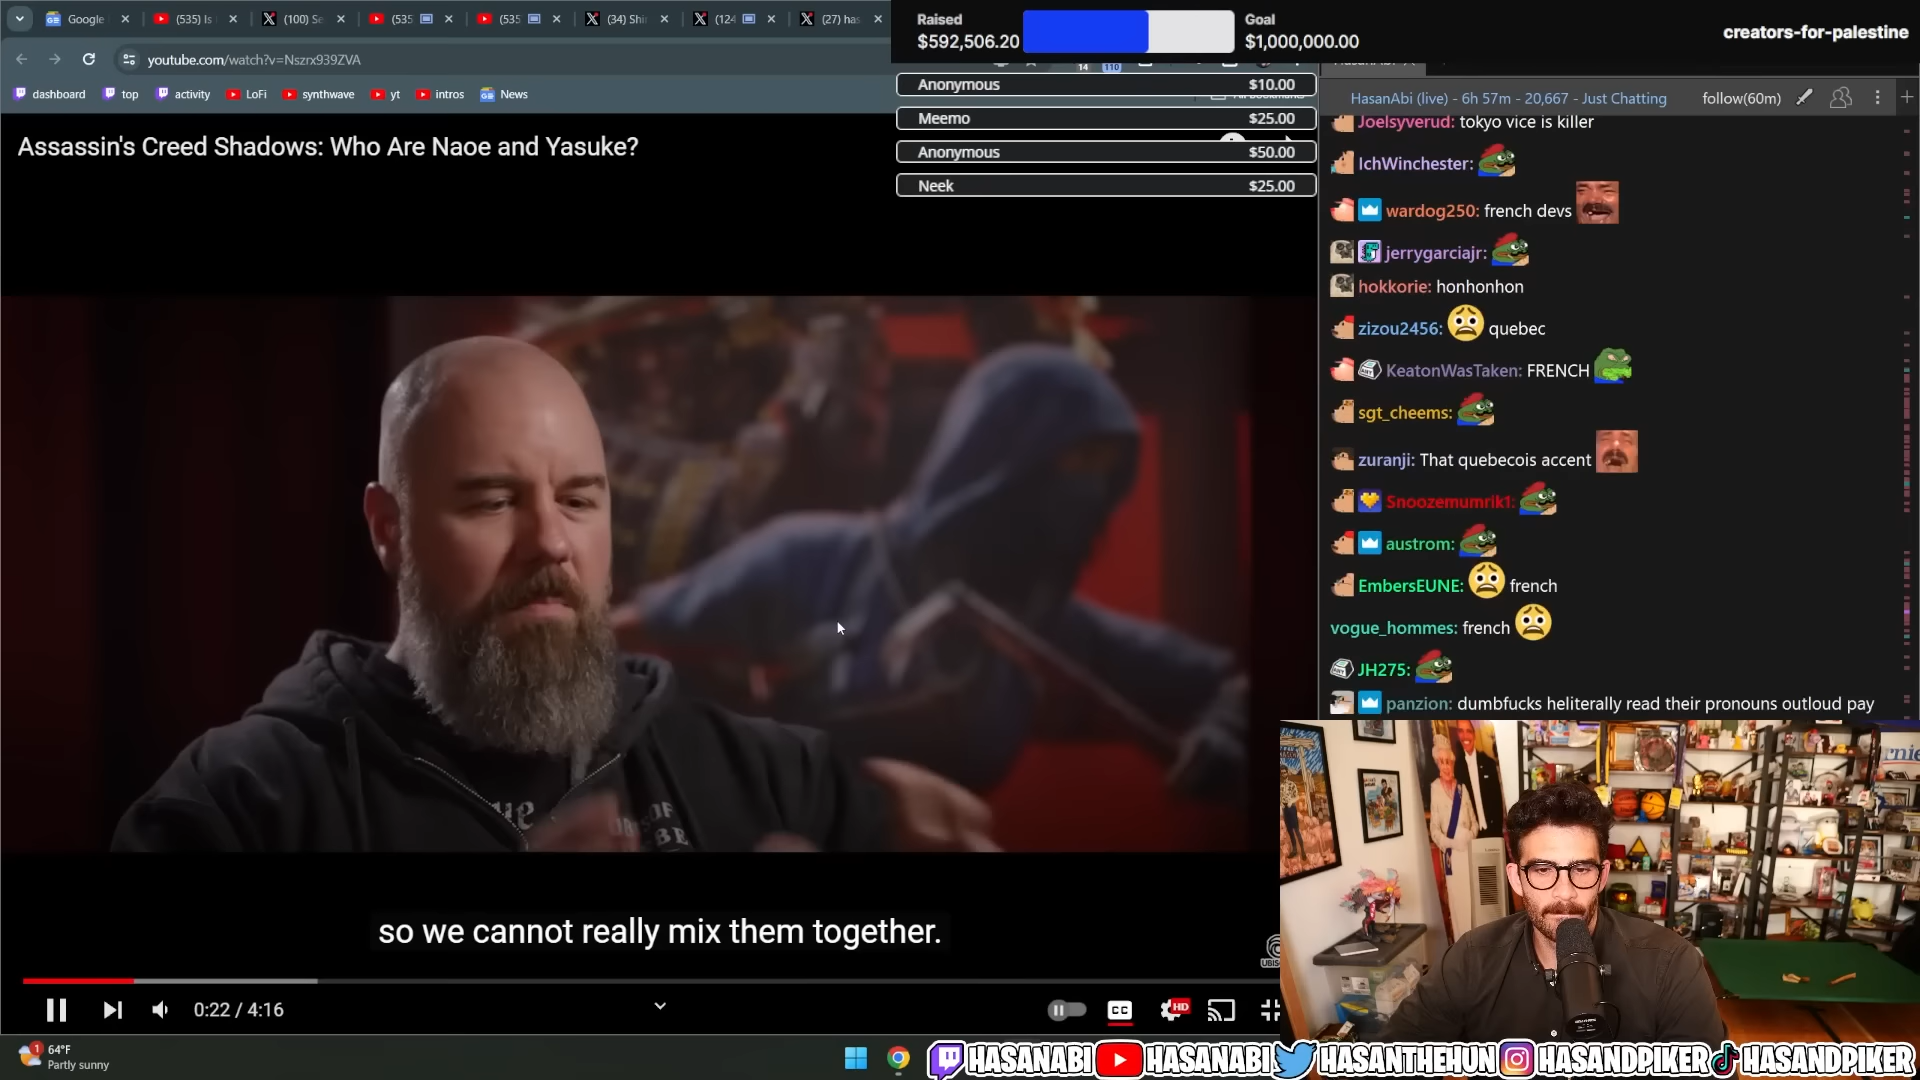 Google
(535) Is
(100) Se
(535
(535
(34) Shi
(124
(27) has
youtube.com/watch?v=Nszrx939ZVA
14
110
dashboard
top
activity
LoFi
synthwave
yt
intros
News
Raised
$592,506.20
Goal
$1,000,000.00
creators-for-palestine
Anonymous $10.00
Meemo $25.00
Anonymous $50.00
Neek $25.00
Assassin's Creed Shadows: Who Are Naoe and Yasuke?
so we cannot really mix them together.
0:22 / 4:16
CC
HD
HasanAbi (live) - 6h 57m - 20,667 - Just Chatting
follow(60m)
Joelsyverud: tokyo vice is killer
IchWinchester:
wardog250: french devs
jerrygarciajr:
hokkorie: honhonhon
zizou2456: quebec
KeatonWasTaken: FRENCH
sgt_cheems:
zuranji: That quebecois accent
Snoozemumrik1:
austrom:
EmbersEUNE: french
vogue_hommes: french
JH275:
panzion: dumbfucks heliterally read their pronouns outloud pay
1
64°F
Partly sunny
HASANABI
HASANABI
HASANTHEHUN
HASANDPIKER
HASANDPIKER